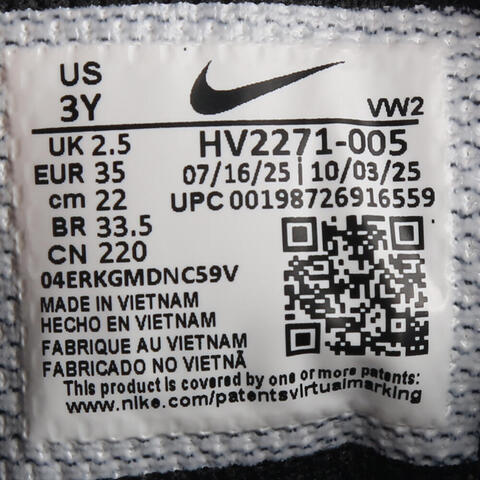 US
3Y
VW2
UK 2.5
HV2271-005
EUR 35
07/16/25 | 10/03/25
cm 22
UPC 00198726916559
BR 33.5
CN 220
04ERKGMDNC59V
MADE IN VIETNAM
HECHO EN VIETNAM
FABRIQUE AU VIETNAM
FABRICADO NO VIETNÃ
This product is covered by one or more patents:
www.nike.com/patentsvirtualmarking